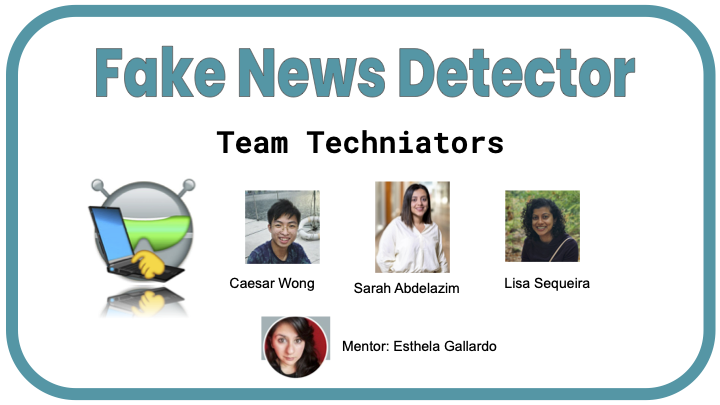 Fake News Detector
Team Techniators
Caesar Wong
Sarah Abdelazim
Lisa Sequeira
Mentor: Esthela Gallardo